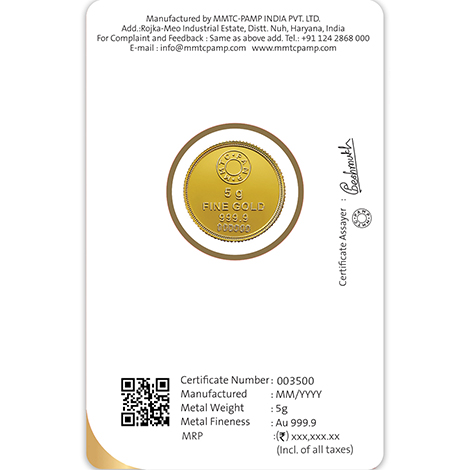 Manufactured by MMTC-PAMP INDIA PVT. LTD.
Add.:Rojka-Meo Industrial Estate, Distt. Nuh, Haryana, India
For Complaint and Feedback : Same as above add. Tel.: +91 124 2868 000
E-mail : info@mmtcpamp.com
MMTC·PAMP
5 g
FINE GOLD
999.9
000000
Certificate Assayer :
Certificate Number: 003500
Manufactured : MM/YYYY
Metal Weight : 5g
Metal Fineness : Au 999.9
MRP :(₹) xxx,xxx.xx
(Incl. of all taxes)